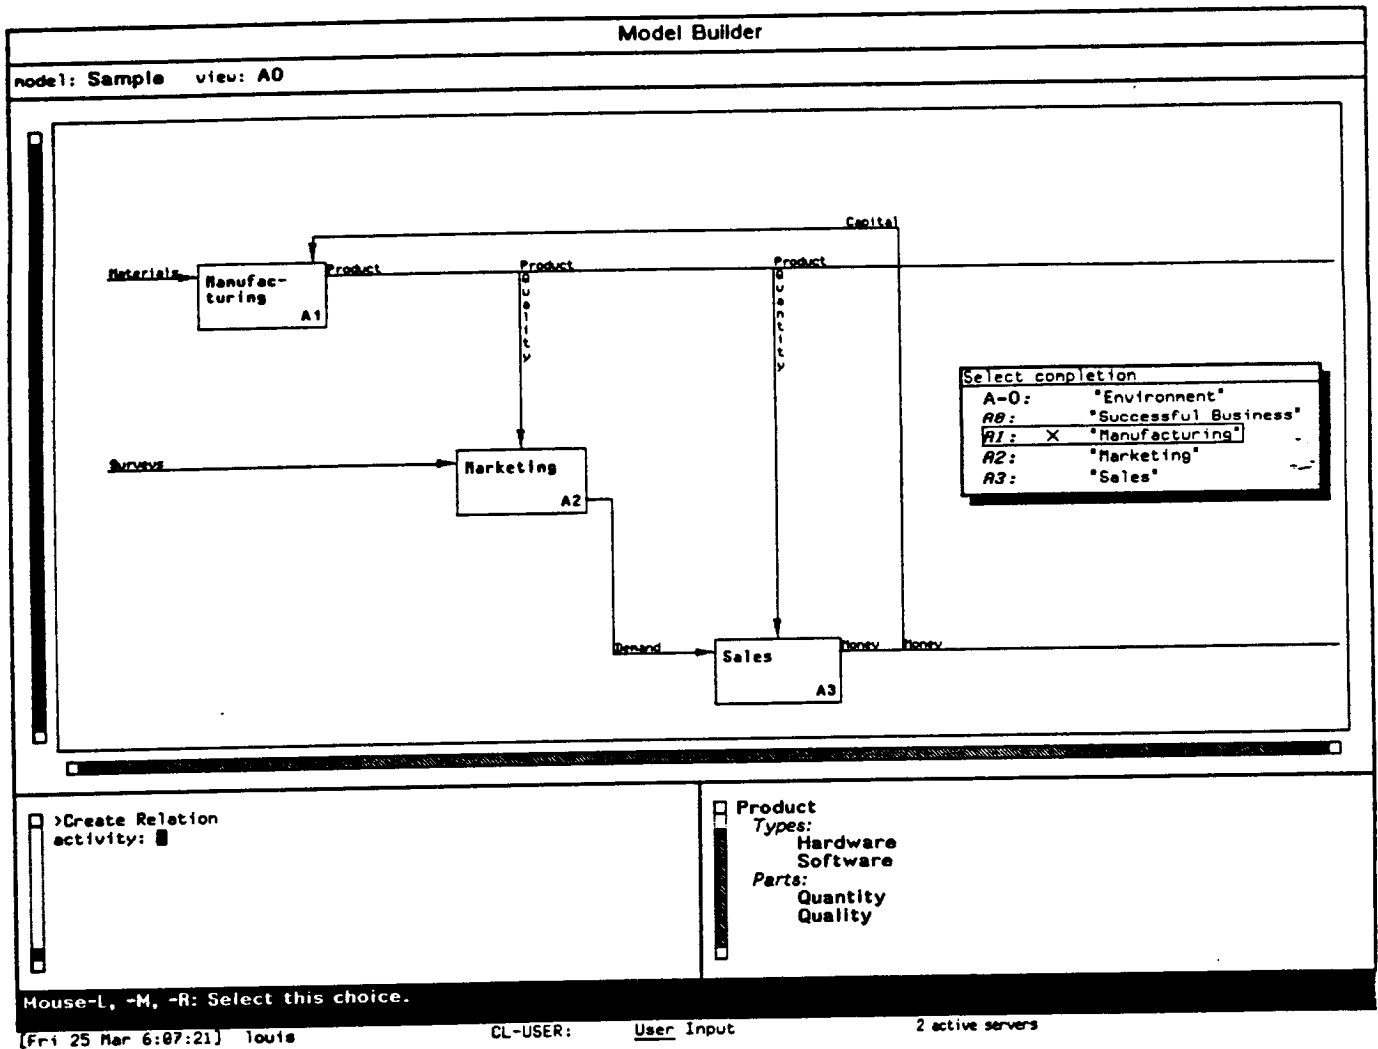 Model Builder
model: Sample view: A0
Capital
Materials
Product
Product
Product
Manufac-
turing
A1
Quality
Quantity
Select completion
A-0: "Environment"
A0: "Successful Business"
A1: X "Manufacturing"
A2: "Marketing"
A3: "Sales"
Surveys
Marketing
A2
Demand
Sales
A3
Money
Money
>Create Relation
activity:
Product
Types:
Hardware
Software
Parts:
Quantity
Quality
Mouse-L, -M, -R: Select this choice.
[Fri 25 Mar 6:07:21] louis CL-USER: User Input 2 active servers